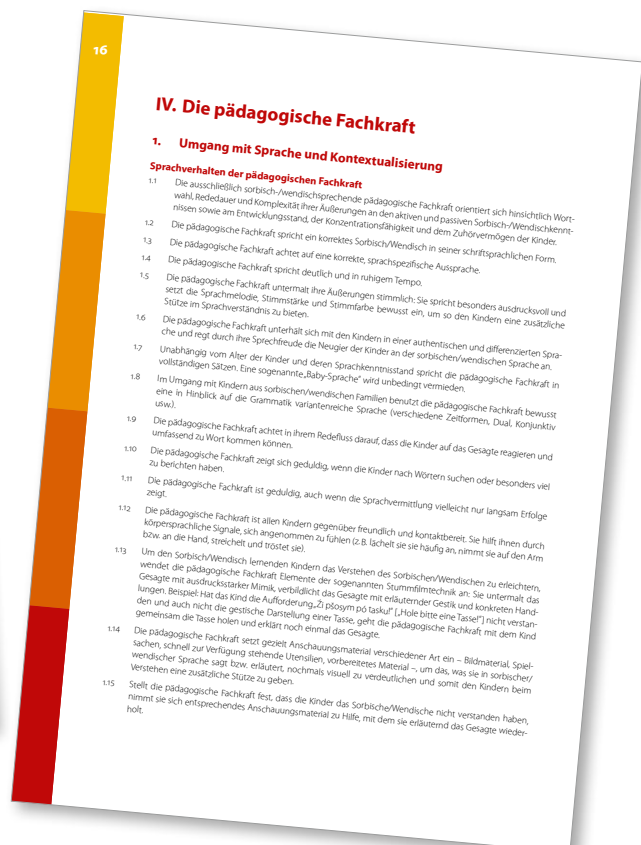 16
IV. Die pädagogische Fachkraft
1. Umgang mit Sprache und Kontextualisierung
Sprachverhalten der pädagogischen Fachkraft
1.1 Die ausschließlich sorbisch-/wendischsprechende pädagogische Fachkraft orientiert sich hinsichtlich Wort-
wahl, Rededauer und Komplexität ihrer Äußerungen an den aktiven und passiven Sorbisch-/Wendischkennt-
nissen sowie am Entwicklungsstand, der Konzentrationsfähigkeit und dem Zuhörvermögen der Kinder.
1.2 Die pädagogische Fachkraft spricht ein korrektes Sorbisch/Wendisch in seiner schriftsprachlichen Form.
1.3 Die pädagogische Fachkraft achtet auf eine korrekte, sprachspezifische Aussprache.
1.4 Die pädagogische Fachkraft spricht deutlich und in ruhigem Tempo.
1.5 Die pädagogische Fachkraft untermalt ihre Äußerungen stimmlich: Sie spricht besonders ausdrucksvoll und
setzt die Sprachmelodie, Stimmstärke und Stimmfarbe bewusst ein, um so den Kindern eine zusätzliche
Stütze im Sprachverständnis zu bieten.
1.6 Die pädagogische Fachkraft unterhält sich mit den Kindern in einer authentischen und differenzierten Spra-
che und regt durch ihre Sprechfreude die Neugier der Kinder an der sorbischen/wendischen Sprache an.
1.7 Unabhängig vom Alter der Kinder und deren Sprachkenntnisstand spricht die pädagogische Fachkraft in
vollständigen Sätzen. Eine sogenannte „Baby-Sprache" wird unbedingt vermieden.
1.8 Im Umgang mit Kindern aus sorbischen/wendischen Familien benutzt die pädagogische Fachkraft bewusst
eine in Hinblick auf die Grammatik variantenreiche Sprache (verschiedene Zeitformen, Dual, Konjunktiv
usw.).
1.9 Die pädagogische Fachkraft achtet in ihrem Redefluss darauf, dass die Kinder auf das Gesagte reagieren und
umfassend zu Wort kommen können.
1.10 Die pädagogische Fachkraft zeigt sich geduldig, wenn die Kinder nach Wörtern suchen oder besonders viel
zu berichten haben.
1.11 Die pädagogische Fachkraft ist geduldig, auch wenn die Sprachvermittlung vielleicht nur langsam Erfolge
zeigt.
1.12 Die pädagogische Fachkraft ist allen Kindern gegenüber freundlich und kontaktbereit. Sie hilft ihnen durch
körpersprachliche Signale, sich angenommen zu fühlen (z.B. lächelt sie sie häufig an, nimmt sie auf den Arm
bzw. an die Hand, streichelt und tröstet sie).
1.13 Um den Sorbisch/Wendisch lernenden Kindern das Verstehen des Sorbischen/Wendischen zu erleichtern,
wendet die pädagogische Fachkraft Elemente der sogenannten Stummfilmtechnik an: Sie untermalt das
Gesagte mit ausdrucksstarker Mimik, verbildlicht das Gesagte mit erläuternder Gestik und konkreten Hand-
lungen. Beispiel: Hat das Kind die Aufforderung „Źi pšosym pó tasku!" [„Hole bitte eine Tasse!"] nicht verstan-
den und auch nicht die gestische Darstellung einer Tasse, geht die pädagogische Fachkraft mit dem Kind
gemeinsam die Tasse holen und erklärt noch einmal das Gesagte.
1.14 Die pädagogische Fachkraft setzt gezielt Anschauungsmaterial verschiedener Art ein – Bildmaterial, Spiel-
sachen, schnell zur Verfügung stehende Utensilien, vorbereitetes Material –, um das, was sie in sorbischer/
wendischer Sprache sagt bzw. erläutert, nochmals visuell zu verdeutlichen und somit den Kindern beim
Verstehen eine zusätzliche Stütze zu geben.
1.15 Stellt die pädagogische Fachkraft fest, dass die Kinder das Sorbische/Wendische nicht verstanden haben,
nimmt sie sich entsprechendes Anschauungsmaterial zu Hilfe, mit dem sie erläuternd das Gesagte wieder-
holt.